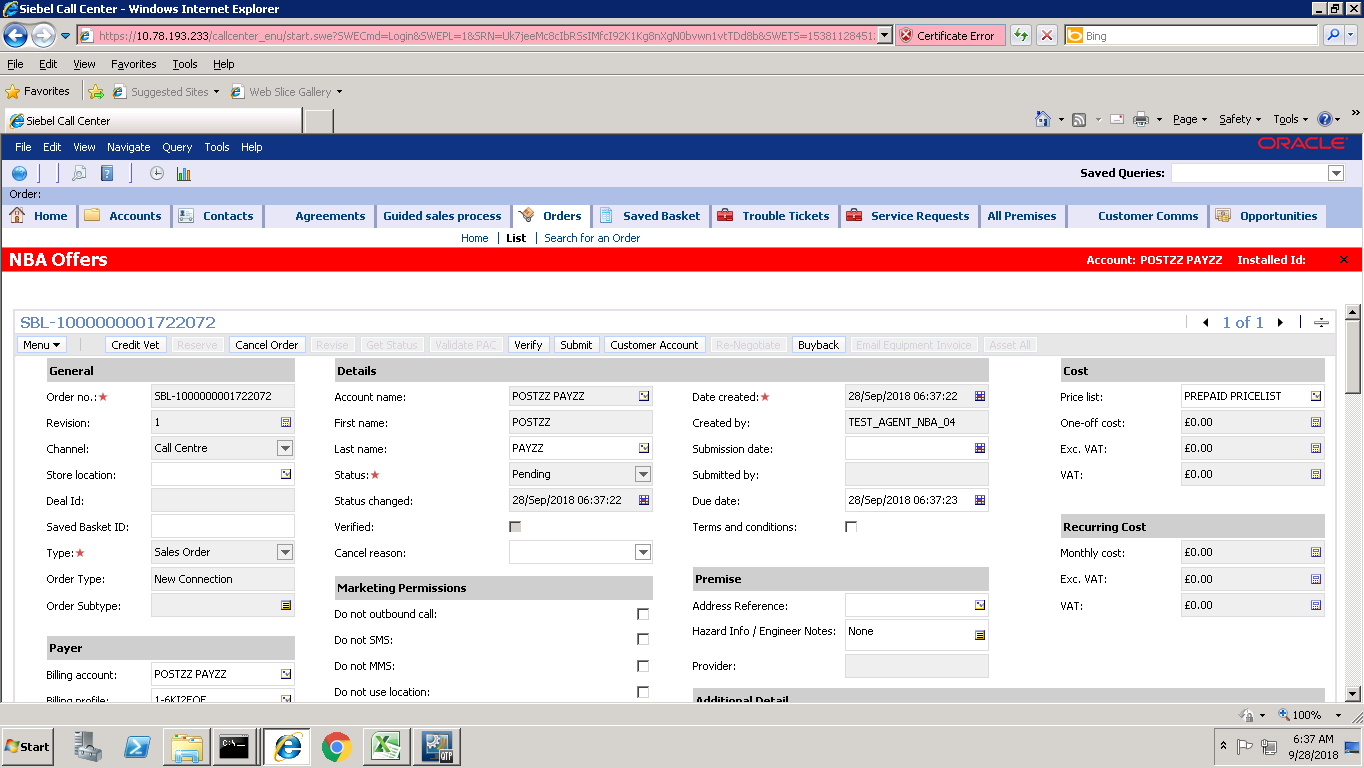 Siebel Call Center - Windows Internet Explorer
https://10.78.193.233/callcenter_enu/start.swe?SWECmd=Login&SWEPL=1&SRN= Certificate Error Bing
File Edit View Favorites Tools Help
Favorites Suggested Sites Web Slice Gallery
Siebel Call Center Page Safety Tools »
File Edit View Navigate Query Tools Help ORACLE
Saved Queries:
Order:
Home Accounts Contacts Agreements Guided sales process Orders Saved Basket Trouble Tickets Service Requests All Premises Customer Comms Opportunities
Home List Search for an Order
NBA Offers Account: POSTZZ PAYZZ Installed Id:
SBL-1000000001722072 1 of 1
Menu Credit Vet Reserve Cancel Order Revise Get Status Validate PAC Verify Submit Customer Account Re-Negotiate Buyback Email Equipment Invoice Asset All
General Details Cost
Order no.: SBL-1000000001722072 Account name: POSTZZ PAYZZ Date created: 28/Sep/2018 06:37:22 Price list: PREPAID PRICELIST
Revision: 1 First name: POSTZZ Created by: TEST_AGENT_NBA_04 One-off cost: £0.00
Channel: Call Centre Last name: PAYZZ Submission date: Exc. VAT: £0.00
Store location: Status: Pending Submitted by: VAT: £0.00
Deal Id: Status changed: 28/Sep/2018 06:37:22 Due date: 28/Sep/2018 06:37:23
Saved Basket ID: Verified: Terms and conditions: Recurring Cost
Type: Sales Order Cancel reason: Monthly cost: £0.00
Order Type: New Connection Marketing Permissions Premise Exc. VAT: £0.00
Order Subtype: Do not outbound call: Address Reference: VAT: £0.00
Payer Do not SMS: Hazard Info / Engineer Notes: None
Billing account: POSTZZ PAYZZ Do not MMS: Provider:
Billing profile: Do not use location: Additional Detail
100%
Start QTP 6:37 AM
9/28/2018